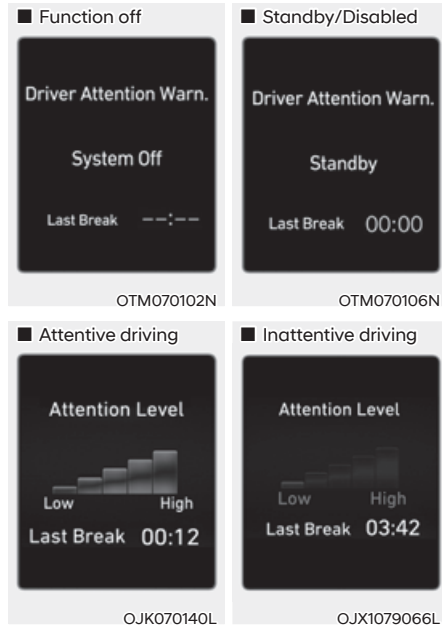 ■ Function off
Driver Attention Warn.
System Off
Last Break --:--
OTM070102N
■ Standby/Disabled
Driver Attention Warn.
Standby
Last Break 00:00
OTM070106N
■ Attentive driving
Attention Level
Low High
Last Break 00:12
OJK070140L
■ Inattentive driving
Attention Level
Low High
Last Break 03:42
OJX1079066L